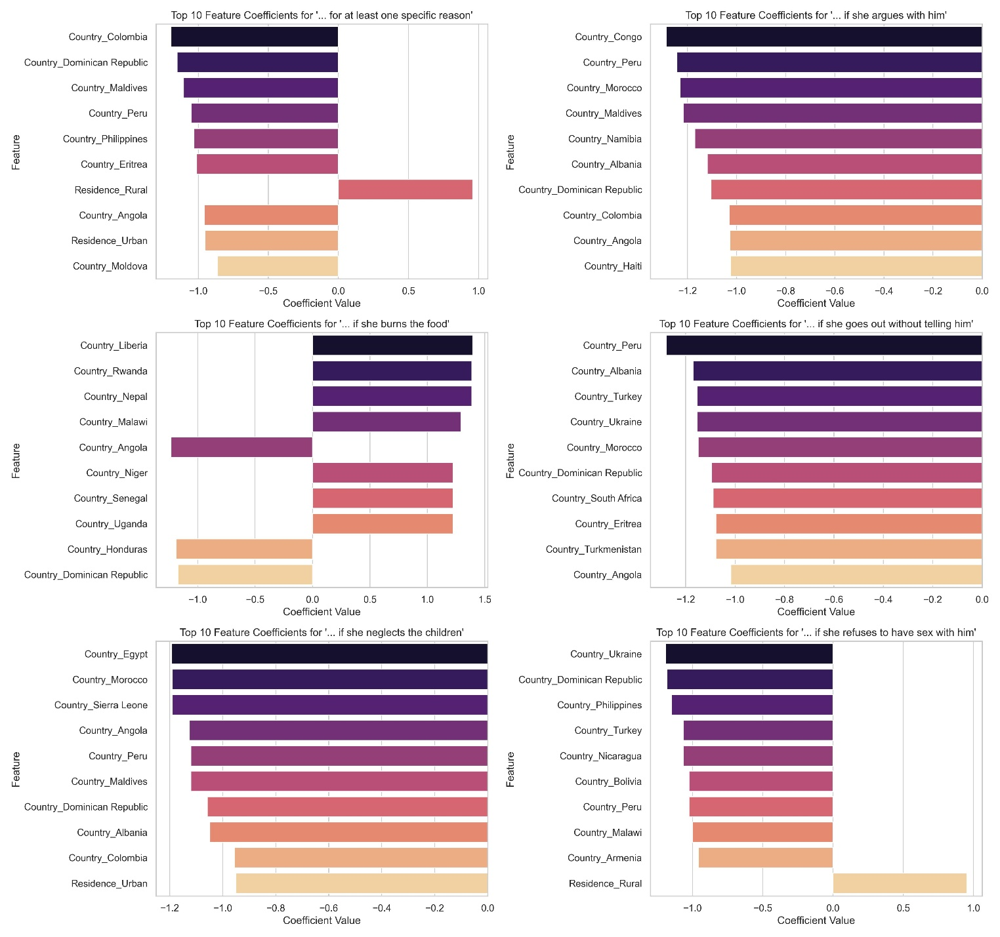 Top 10 Feature Coefficients for '... for at least one specific reason'
Feature
Country_Colombia
Country_Dominican Republic
Country_Maldives
Country_Peru
Country_Philippines
Country_Eritrea
Residence_Rural
Country_Angola
Residence_Urban
Country_Moldova
−1.0 −0.5 0.0 0.5 1.0
Coefficient Value
Top 10 Feature Coefficients for '... if she argues with him'
Feature
Country_Congo
Country_Peru
Country_Morocco
Country_Maldives
Country_Namibia
Country_Albania
Country_Dominican Republic
Country_Colombia
Country_Angola
Country_Haiti
−1.2 −1.0 −0.8 −0.6 −0.4 −0.2 0.0
Coefficient Value
Top 10 Feature Coefficients for '... if she burns the food'
Feature
Country_Liberia
Country_Rwanda
Country_Nepal
Country_Malawi
Country_Angola
Country_Niger
Country_Senegal
Country_Uganda
Country_Honduras
Country_Dominican Republic
−1.0 −0.5 0.0 0.5 1.0 1.5
Coefficient Value
Top 10 Feature Coefficients for '... if she goes out without telling him'
Feature
Country_Peru
Country_Albania
Country_Turkey
Country_Ukraine
Country_Morocco
Country_Dominican Republic
Country_South Africa
Country_Eritrea
Country_Turkmenistan
Country_Angola
−1.2 −1.0 −0.8 −0.6 −0.4 −0.2 0.0
Coefficient Value
Top 10 Feature Coefficients for '... if she neglects the children'
Feature
Country_Egypt
Country_Morocco
Country_Sierra Leone
Country_Angola
Country_Peru
Country_Maldives
Country_Dominican Republic
Country_Albania
Country_Colombia
Residence_Urban
−1.2 −1.0 −0.8 −0.6 −0.4 −0.2 0.0
Coefficient Value
Top 10 Feature Coefficients for '... if she refuses to have sex with him'
Feature
Country_Ukraine
Country_Dominican Republic
Country_Philippines
Country_Turkey
Country_Nicaragua
Country_Bolivia
Country_Peru
Country_Malawi
Country_Armenia
Residence_Rural
−1.0 −0.5 0.0 0.5 1.0
Coefficient Value